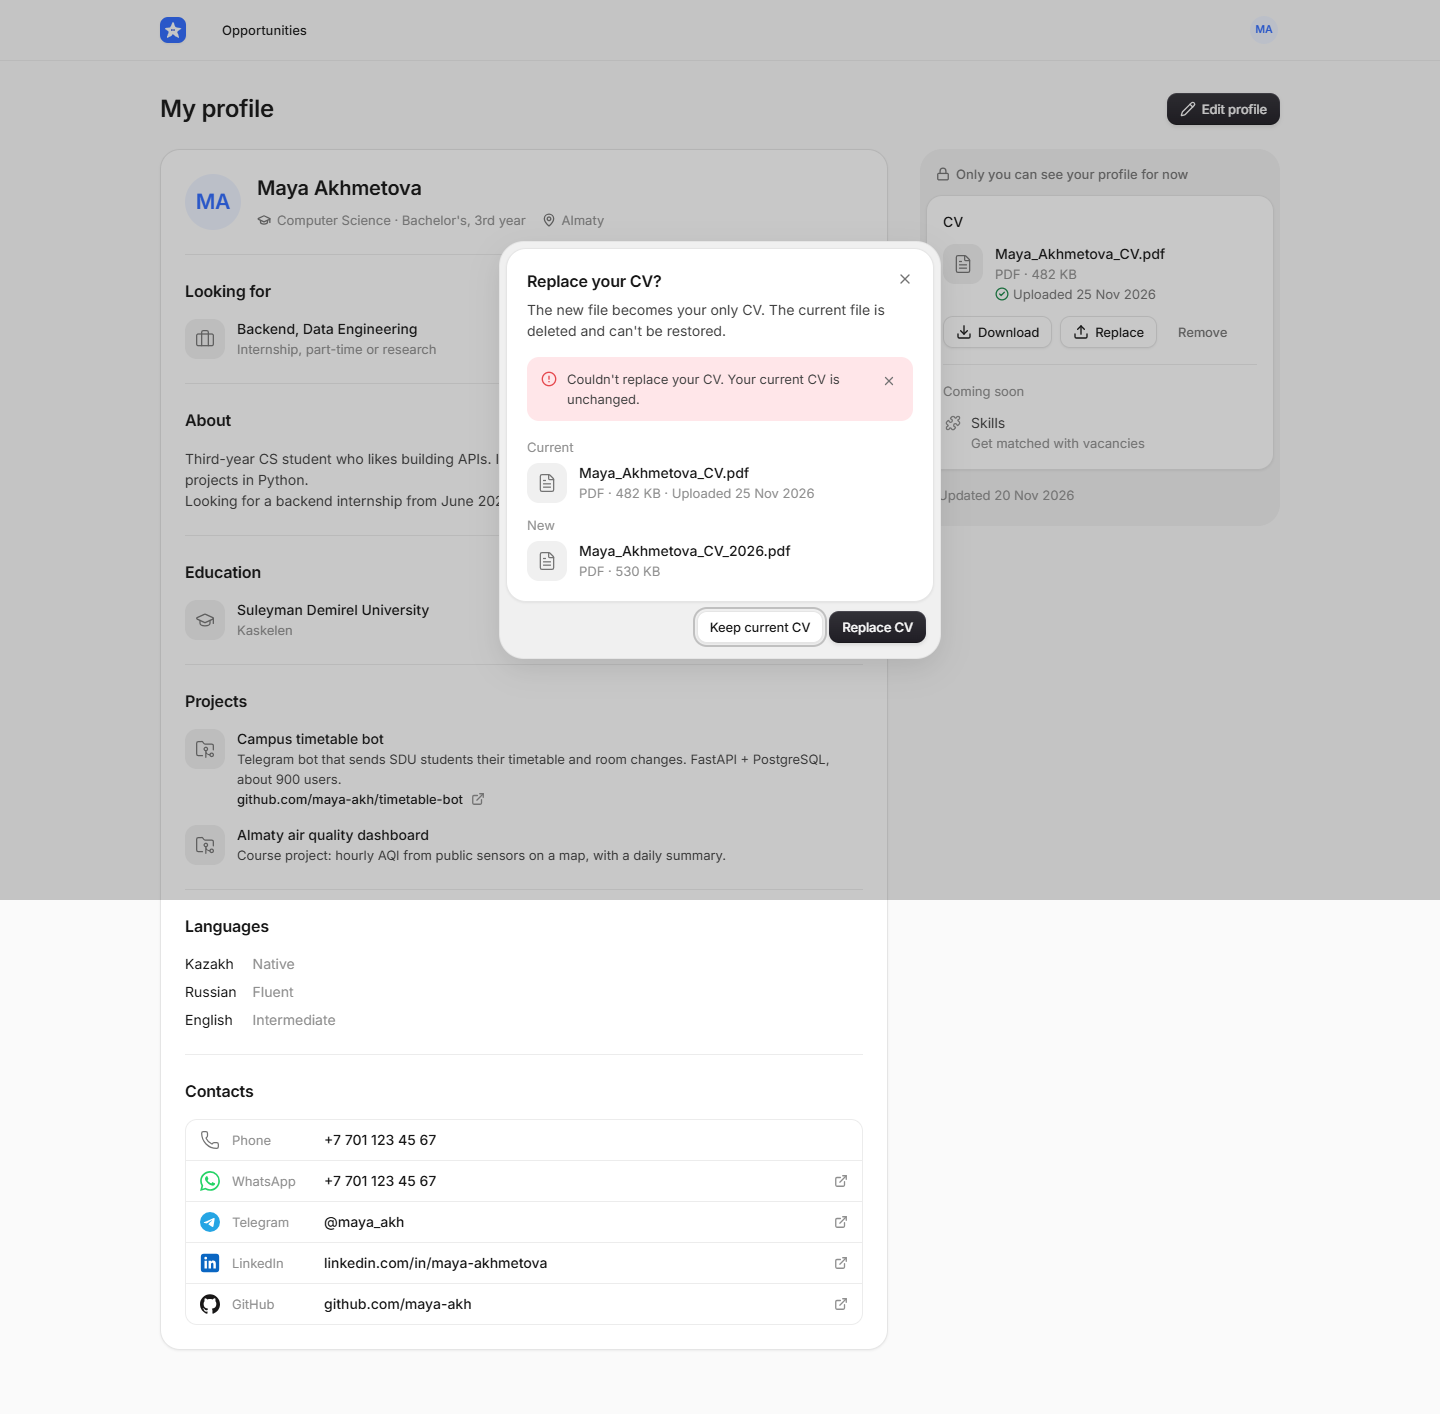 Opportunities
MA
My profile
Edit profile
MA
Maya Akhmetova
Computer Science · Bachelor's, 3rd year
Almaty
Looking for
Backend, Data Engineering
Internship, part-time or research
About
Third-year CS student who likes building APIs.
projects in Python.
Looking for a backend internship from June
Education
Suleyman Demirel University
Kaskelen
Projects
Campus timetable bot
Telegram bot that sends SDU students their timetable and room changes. FastAPI + PostgreSQL,
about 900 users.
github.com/maya-akh/timetable-bot
Almaty air quality dashboard
Course project: hourly AQI from public sensors on a map, with a daily summary.
Languages
Kazakh Native
Russian Fluent
English Intermediate
Contacts
Phone +7 701 123 45 67
WhatsApp +7 701 123 45 67
Telegram @maya_akh
LinkedIn linkedin.com/in/maya-akhmetova
GitHub github.com/maya-akh
Only you can see your profile for now
CV
Maya_Akhmetova_CV.pdf
PDF · 482 KB
Uploaded 25 Nov 2026
Download
Replace
Remove
Coming soon
Skills
Get matched with vacancies
Updated 20 Nov 2026
Replace your CV?
The new file becomes your only CV. The current file is
deleted and can't be restored.
Couldn't replace your CV. Your current CV is
unchanged.
Current
Maya_Akhmetova_CV.pdf
PDF · 482 KB · Uploaded 25 Nov 2026
New
Maya_Akhmetova_CV_2026.pdf
PDF · 530 KB
Keep current CV
Replace CV